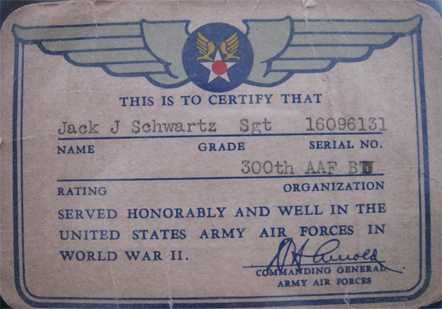 THIS IS TO CERTIFY THAT
Jack J Schwartz Sgt 16096131
NAME GRADE SERIAL NO.
300th AAF
RATING ORGANIZATION
SERVED HONORABLY AND WELL IN THE
UNITED STATES ARMY AIR FORCES IN
WORLD WAR II.
H Arnold
COMMANDING GENERAL
ARMY AIR FORCES